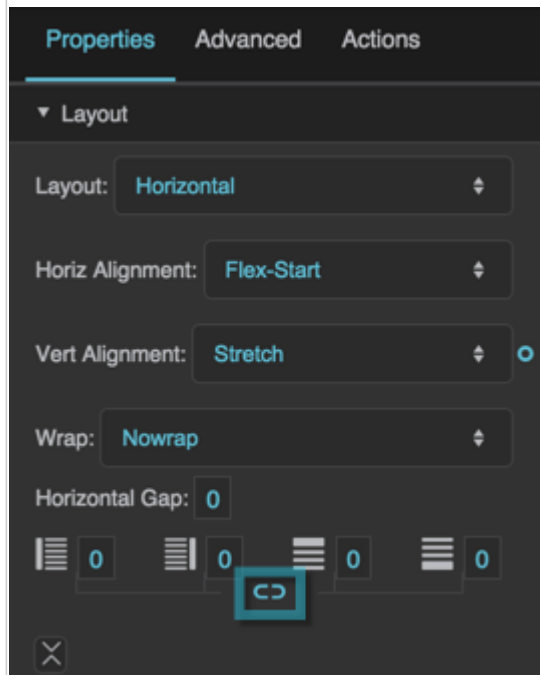 Properties Advanced Actions
Layout
Layout: Horizontal
Horiz Alignment: Flex-Start
Vert Alignment: Stretch
Wrap: Nowrap
Horizontal Gap: 0
0 0 0 0